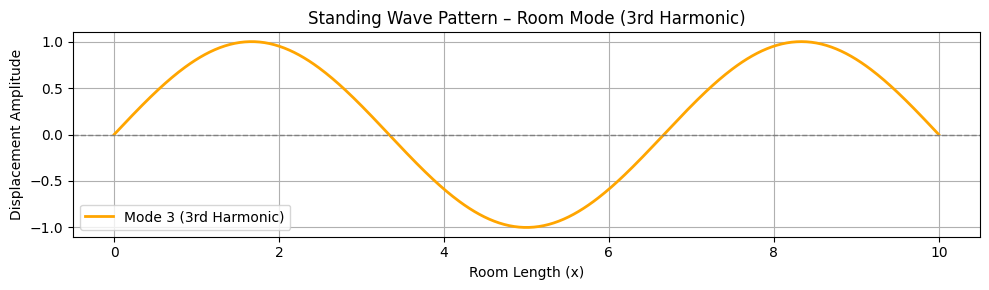 Standing Wave Pattern – Room Mode (3rd Harmonic)
Displacement Amplitude
1.0
0.5
0.0
−0.5
−1.0
Mode 3 (3rd Harmonic)
0 2 4 6 8 10
Room Length (x)